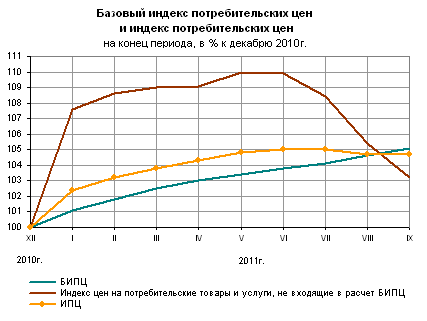 Базовый индекс потребительских цен
и индекс потребительских цен
на конец периода, в % к декабрю 2010г.
111
110
109
108
107
106
105
104
103
102
101
100
XII I II III IV V VI VII VIII IX
2010г. 2011г.
БИПЦ
Индекс цен на потребительские товары и услуги, не входящие в расчет БИПЦ
ИПЦ